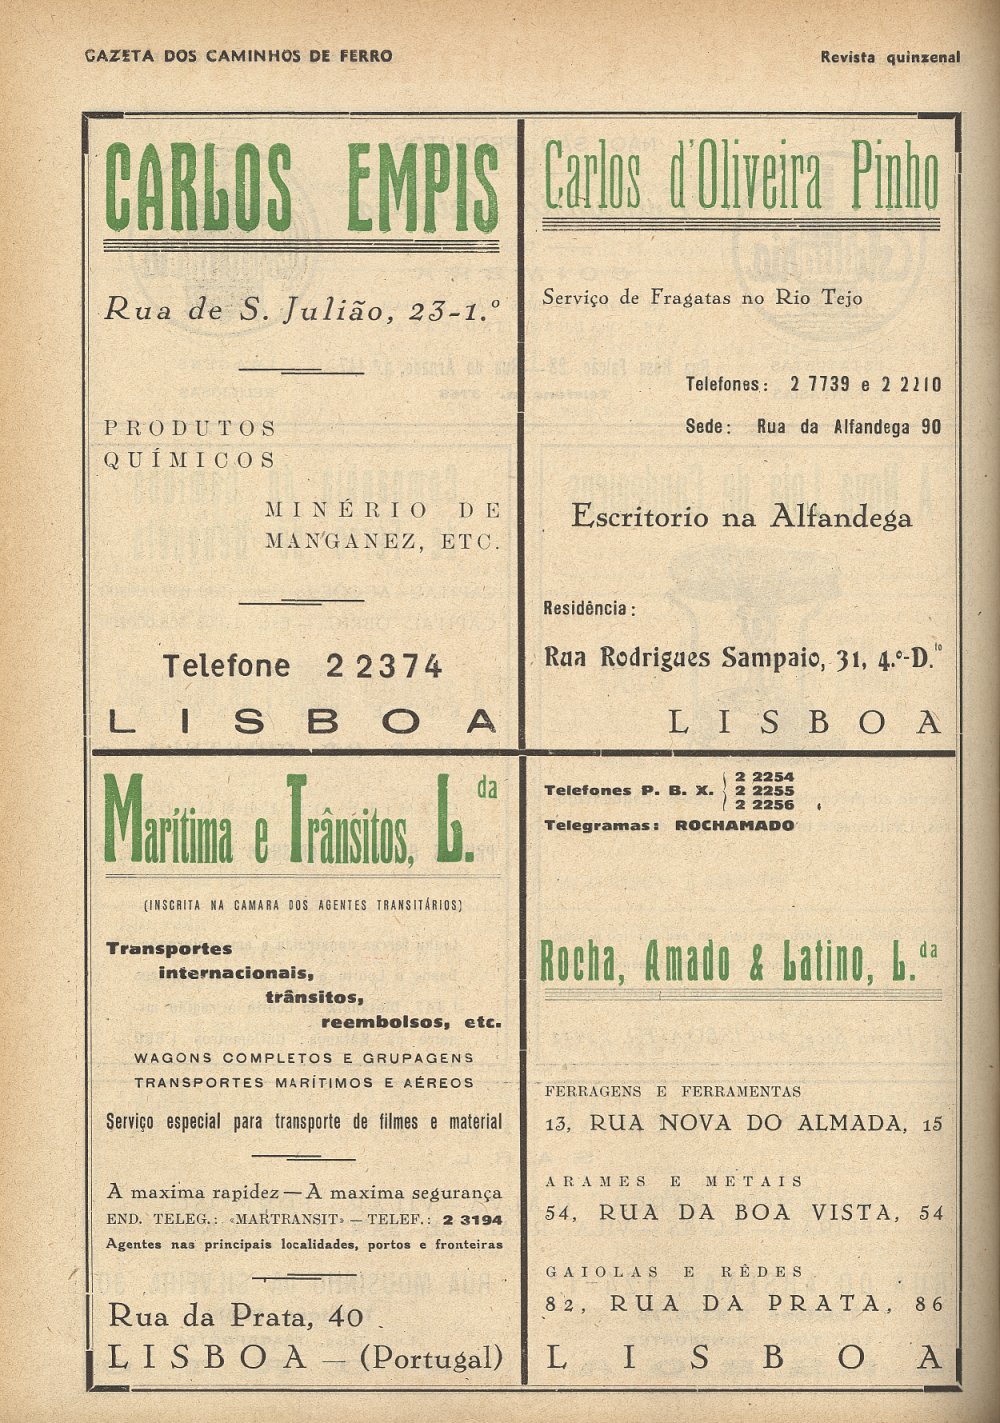 GAZETA DOS CAMINHOS DE FERRO
Revista quinzenal
CARLOS EMPIS
Rua de S. Julião, 23-1.º
PRODUTOS
QUÍMICOS
MINÉRIO DE
MANGANEZ, ETC.
Telefone 2 2374
LISBOA
Carlos d'Oliveira Pinho
Serviço de Fragatas no Rio Tejo
Telefones: 2 7739 e 2 2210
Sede: Rua da Alfandega 90
Escritorio na Alfandega
Residência:
Rua Rodrigues Sampaio, 31, 4.º-D.to
LISBOA
Marítima e Trânsitos, L.da
(INSCRITA NA CAMARA DOS AGENTES TRANSITÁRIOS)
Transportes
internacionais,
trânsitos,
reembolsos, etc.
WAGONS COMPLETOS E GRUPAGENS
TRANSPORTES MARÍTIMOS E AÉREOS
Serviço especial para transporte de filmes e material
A maxima rapidez — A maxima segurança
END. TELEG.: «MARTRANSIT» — TELEF.: 2 3194
Agentes nas principais localidades, portos e fronteiras
Rua da Prata, 40
LISBOA — (Portugal)
Telefones P. B. X. { 2 2254
2 2255
2 2256
Telegramas: ROCHAMADO
Rocha, Amado & Latino, L.da
FERRAGENS E FERRAMENTAS
13, RUA NOVA DO ALMADA, 15
ARAMES E METAIS
54, RUA DA BOA VISTA, 54
GAIOLAS E RÊDES
82, RUA DA PRATA, 86
LISBOA